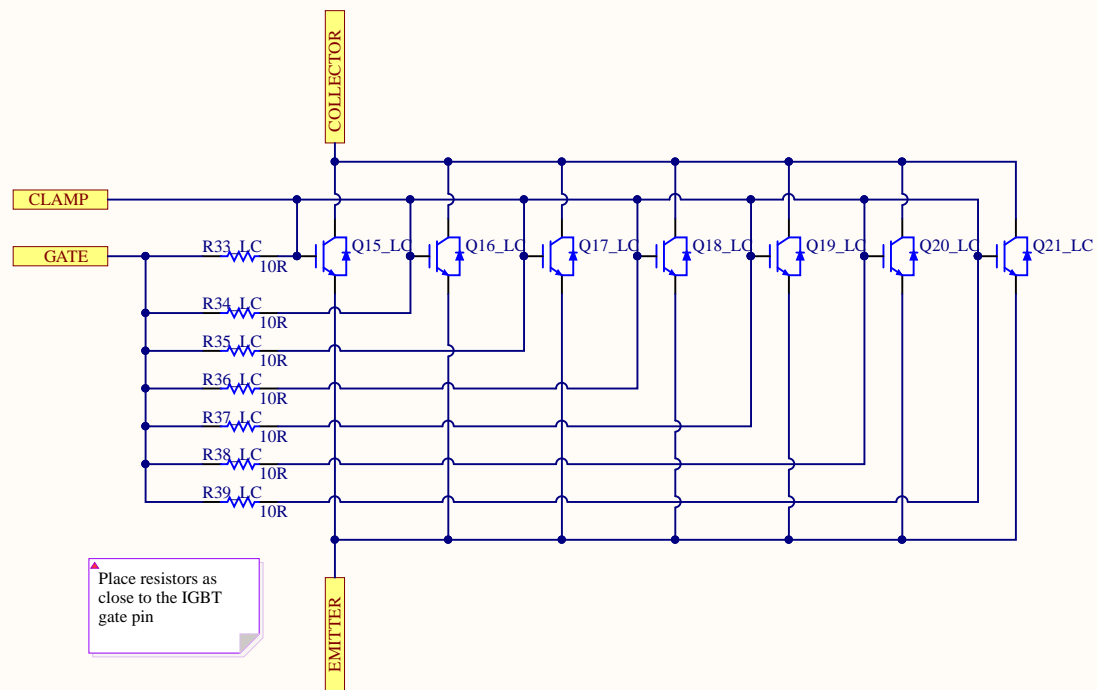 COLLECTOR
CLAMP
GATE
R33_LC
10R
Q15_LC
Q16_LC
Q17_LC
Q18_LC
Q19_LC
Q20_LC
Q21_LC
R34_LC
10R
R35_LC
10R
R36_LC
10R
R37_LC
10R
R38_LC
10R
R39_LC
10R
Place resistors as
close to the IGBT
gate pin
EMITTER